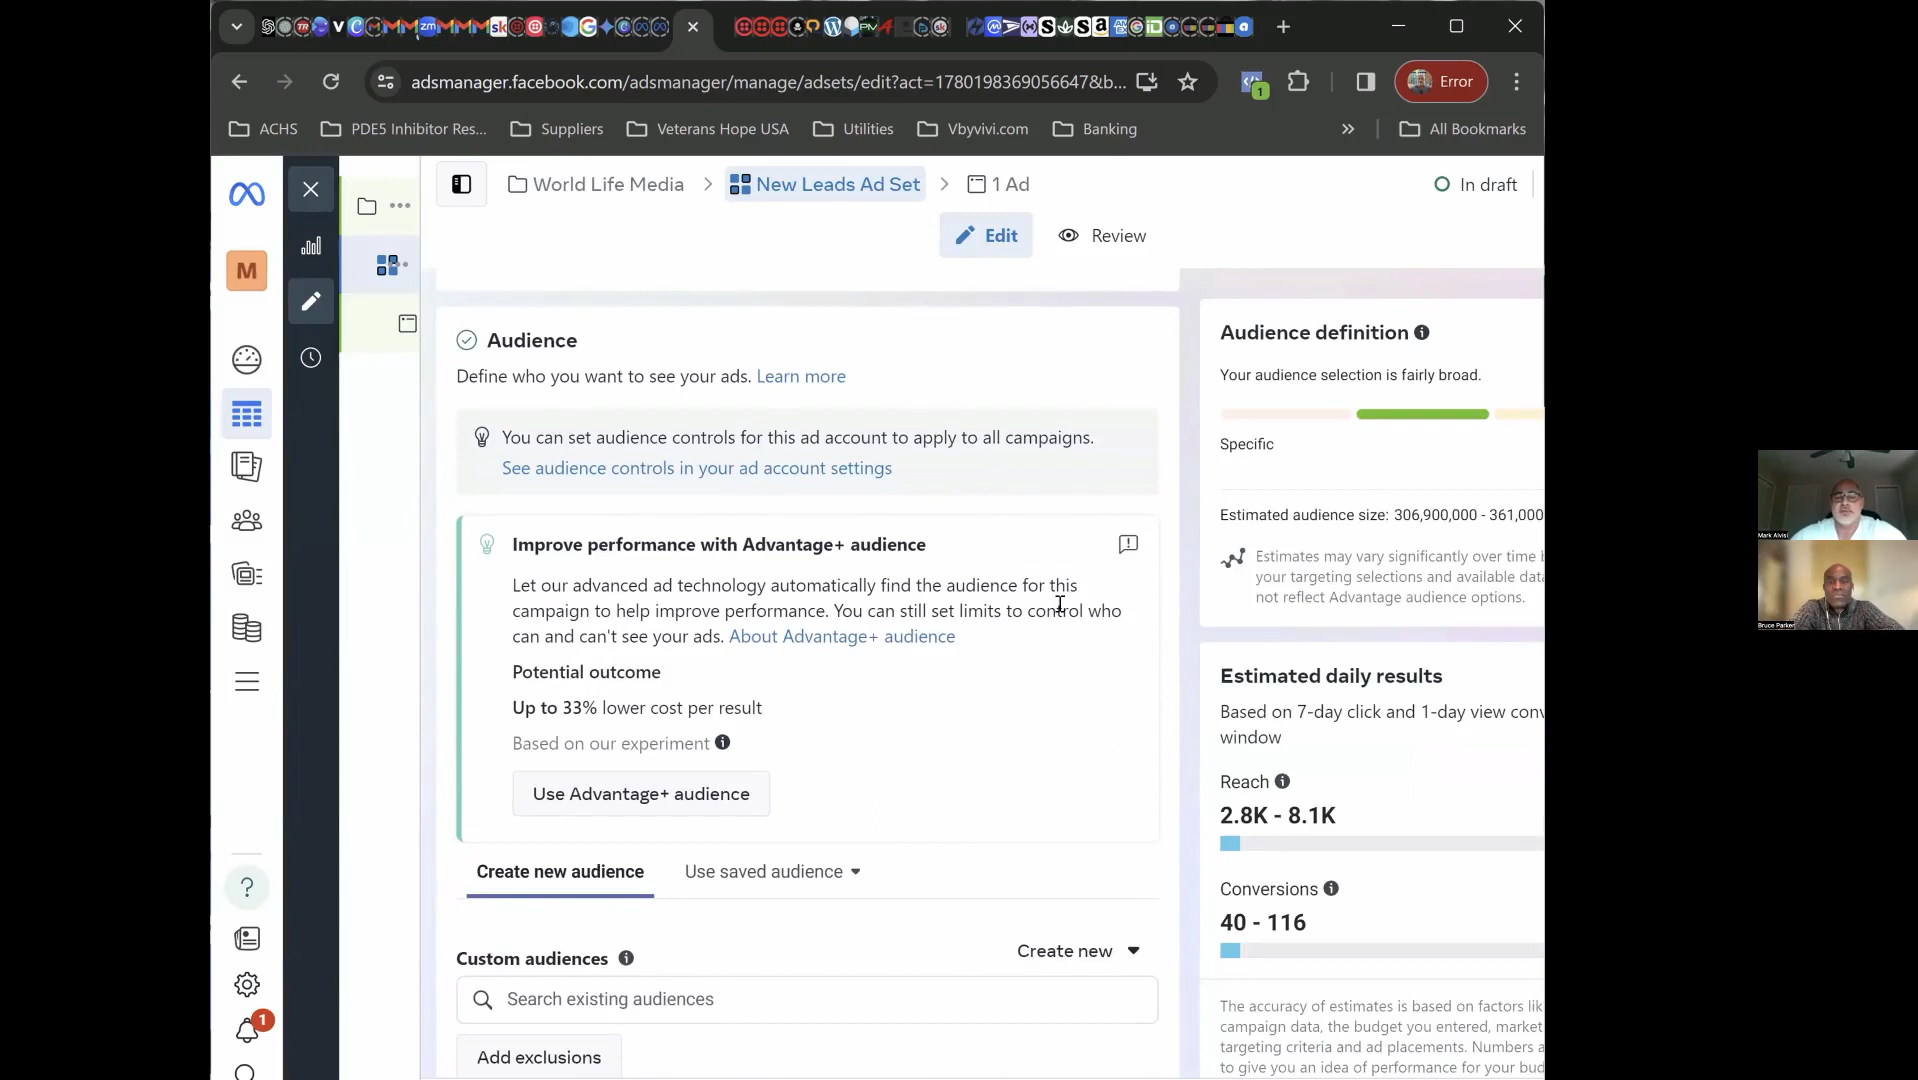 adsmanager.facebook.com/adsmanager/manage/adsets/edit?act=1780198369056647&b...
1
Error
ACHS
PDE5 Inhibitor Res...
Suppliers
Veterans Hope USA
Utilities
Vbyvivi.com
Banking
»
All Bookmarks
World Life Media
New Leads Ad Set
1 Ad
In draft
Edit
Review
M
Audience
Define who you want to see your ads. Learn more
You can set audience controls for this ad account to apply to all campaigns.
See audience controls in your ad account settings
Improve performance with Advantage+ audience
Let our advanced ad technology automatically find the audience for this
campaign to help improve performance. You can still set limits to control who
can and can't see your ads. About Advantage+ audience
Potential outcome
Up to 33% lower cost per result
Based on our experiment
Use Advantage+ audience
Create new audience
Use saved audience
Custom audiences
Create new
Search existing audiences
Add exclusions
?
1
Audience definition
Your audience selection is fairly broad.
Specific
Estimated audience size: 306,900,000 - 361,000
Estimates may vary significantly over time b
your targeting selections and available dat
not reflect Advantage audience options.
Estimated daily results
Based on 7-day click and 1-day view conv
window
Reach
2.8K - 8.1K
Conversions
40 - 116
The accuracy of estimates is based on factors lik
campaign data, the budget you entered, market
targeting criteria and ad placements. Numbers a
to give you an idea of performance for your bud
Mark Alvisi
Bruce Parker